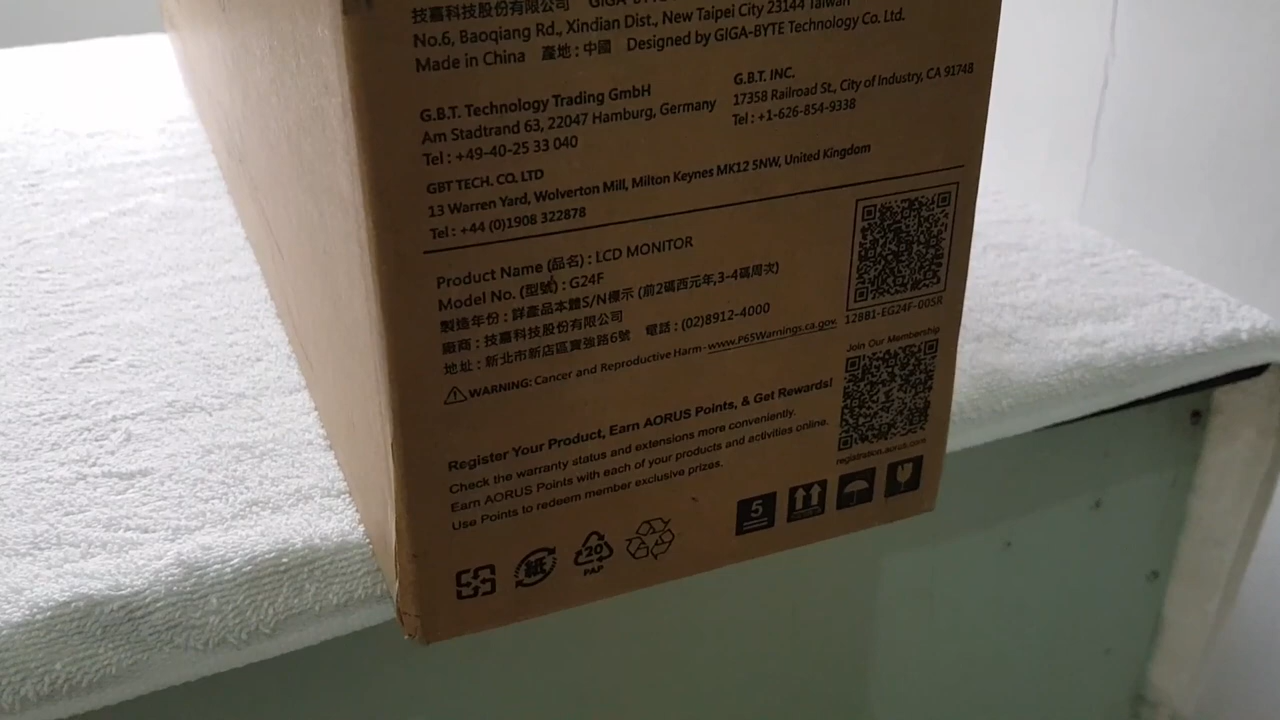 技嘉科技股份有限公司 GIGA-BYTE
No.6, Baoqiang Rd., Xindian Dist., New Taipei City 23144 Taiwan
Made in China 產地 : 中國 Designed by GIGA-BYTE Technology Co. Ltd.
G.B.T. Technology Trading GmbH
Am Stadtrand 63, 22047 Hamburg, Germany
Tel : +49-40-25 33 040
G.B.T. INC.
17358 Railroad St., City of Industry, CA 91748
Tel : +1-626-854-9338
GBT TECH. CO. LTD
13 Warren Yard, Wolverton Mill, Milton Keynes MK12 5NW, United Kingdom
Tel : +44 (0)1908 322878
Product Name (品名) : LCD MONITOR
Model No. (型號) : G24F
製造年份 : 詳產品本體S/N標示 (前2碼西元年,3-4碼周次)
廠商 : 技嘉科技股份有限公司
地址 : 新北市新店區寶強路6號 電話 : (02)8912-4000
WARNING: Cancer and Reproductive Harm - www.P65Warnings.ca.gov.
128B1-EG24F-00SR
Join Our Membership
registration.aorus.com
Register Your Product, Earn AORUS Points, & Get Rewards!
Check the warranty status and extensions more conveniently.
Earn AORUS Points with each of your products and activities online.
Use Points to redeem member exclusive prizes.
紙
20
PAP
5